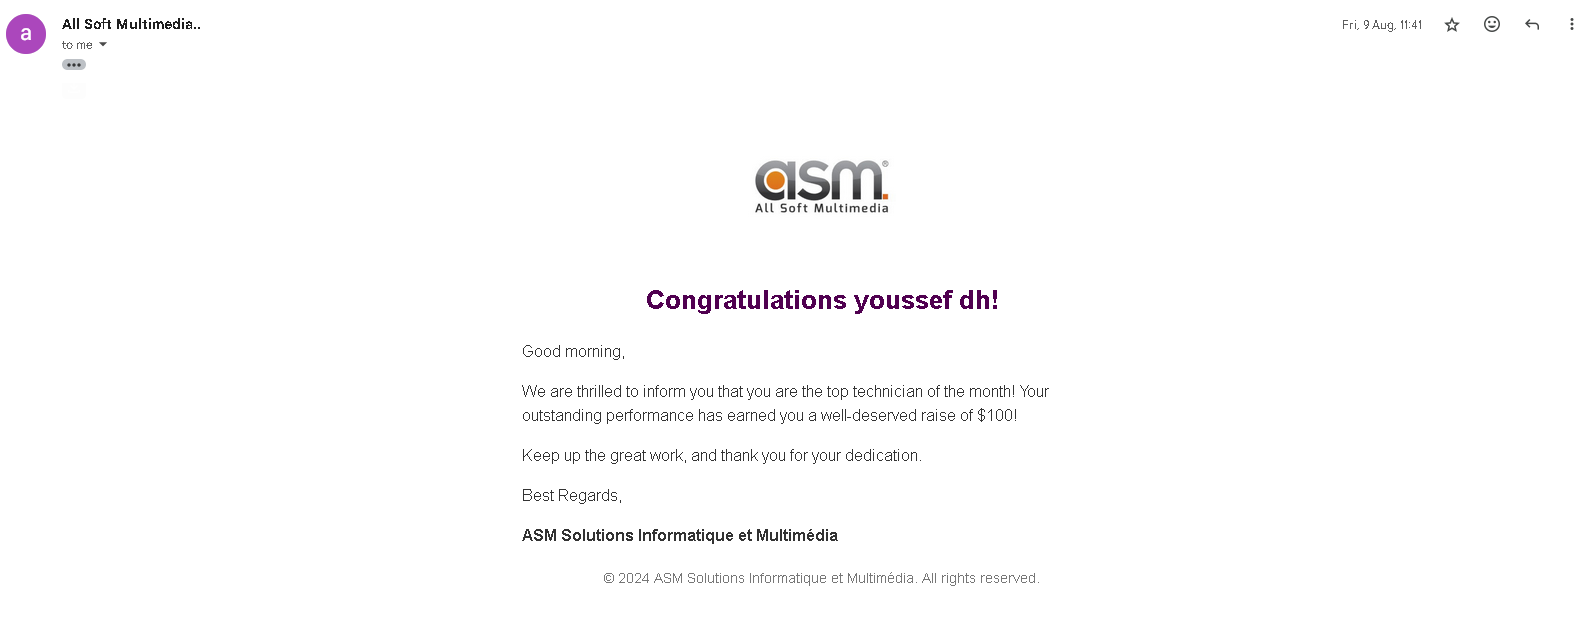 a
All Soft Multimedia..
Fri, 9 Aug, 11:41
to me
asm.®
All Soft Multimedia
Congratulations youssef dh!
Good morning,
We are thrilled to inform you that you are the top technician of the month! Your
outstanding performance has earned you a well-deserved raise of $100!
Keep up the great work, and thank you for your dedication.
Best Regards,
ASM Solutions Informatique et Multimédia
© 2024 ASM Solutions Informatique et Multimédia. All rights reserved.